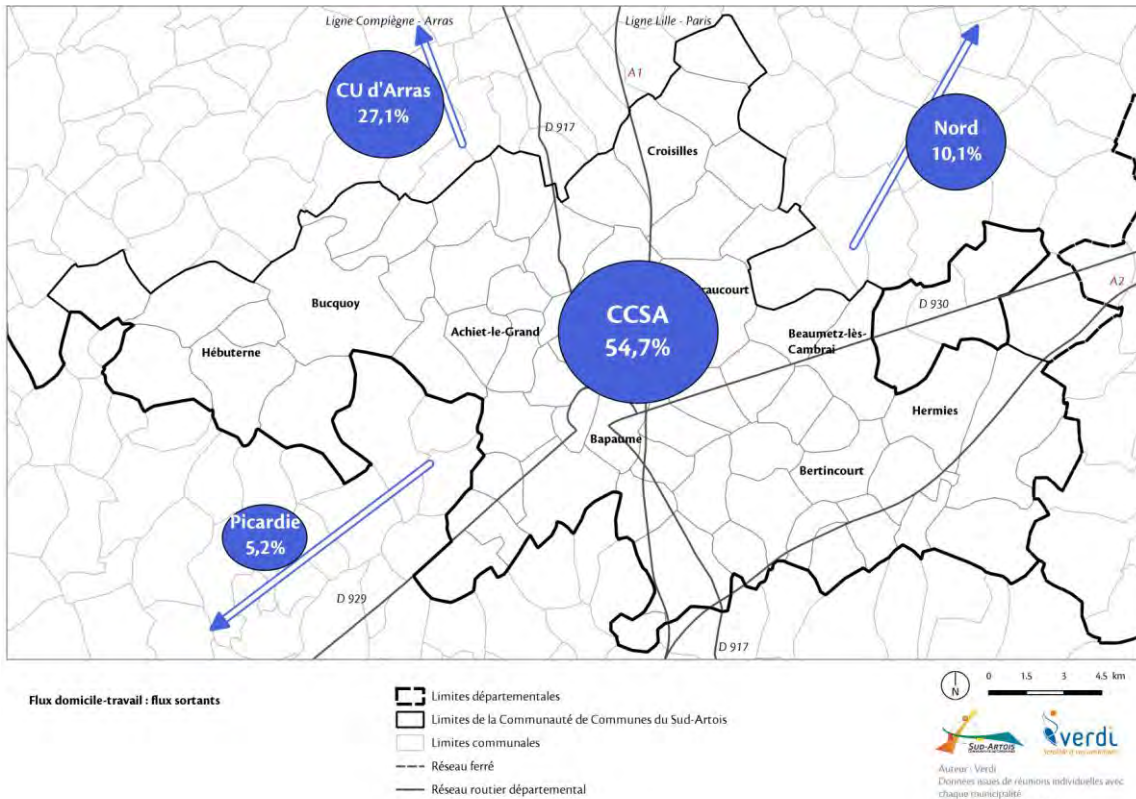 Ligne Compiègne - Arras
Ligne Lille - Paris
A1
CU d'Arras
27,1%
D 917
Croisilles
Nord
10,1%
A2
D 930
raucourt
Bucquoy
CCSA
54,7%
Achiet-le-Grand
Beaumetz-lès-
Cambrai
Hébuterne
Hermies
Bapaume
Bertincourt
Picardie
5,2%
D 929
D 917
Flux domicile-travail : flux sortants
Limites départementales
Limites de la Communauté de Communes du Sud-Artois
Limites communales
Réseau ferré
Réseau routier départemental
N
0 1.5 3 4.5 km
SUD-ARTOIS
verdi
Auteur : Verdi
Données issues de réunions individuelles avec
chaque municipalité